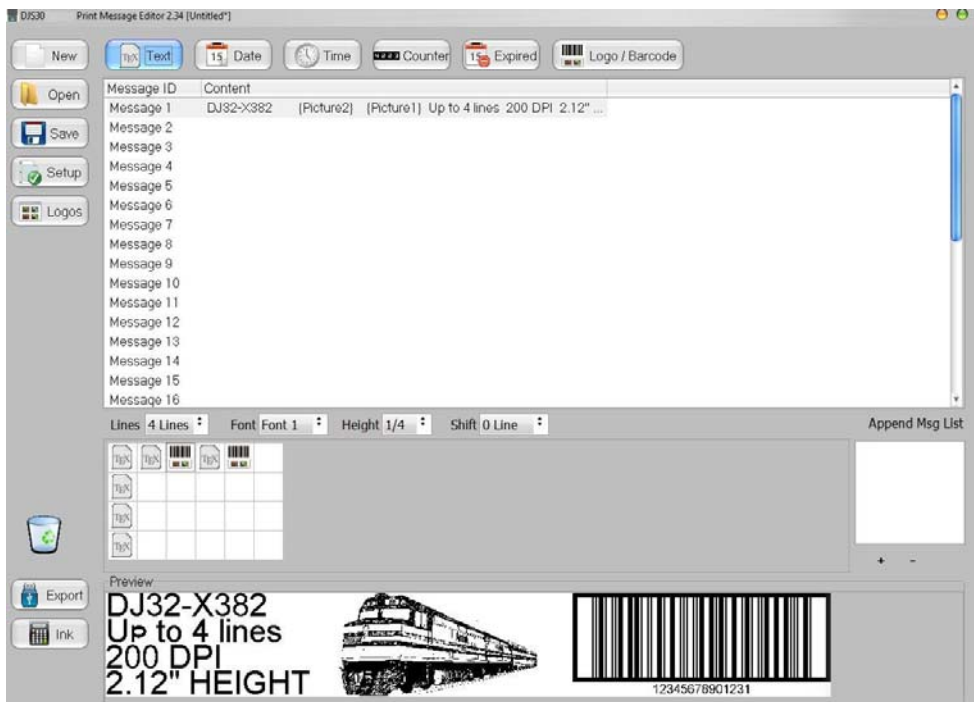 DJS30 Print Message Editor 2.34 [Untitled*]
New Text Date Time Counter Expired Logo / Barcode
Open
Save
Setup
Logos
Message ID Content
Message 1 DJ32-X382 {Picture2} {Picture1} Up to 4 lines 200 DPI 2.12" ...
Message 2
Message 3
Message 4
Message 5
Message 6
Message 7
Message 8
Message 9
Message 10
Message 11
Message 12
Message 13
Message 14
Message 15
Message 16
Lines 4 Lines Font Font 1 Height 1/4 Shift 0 Line Append Msg List
+ -
Export
Ink
Preview
DJ32-X382
Up to 4 lines
200 DPI
2.12" HEIGHT
12345678901231